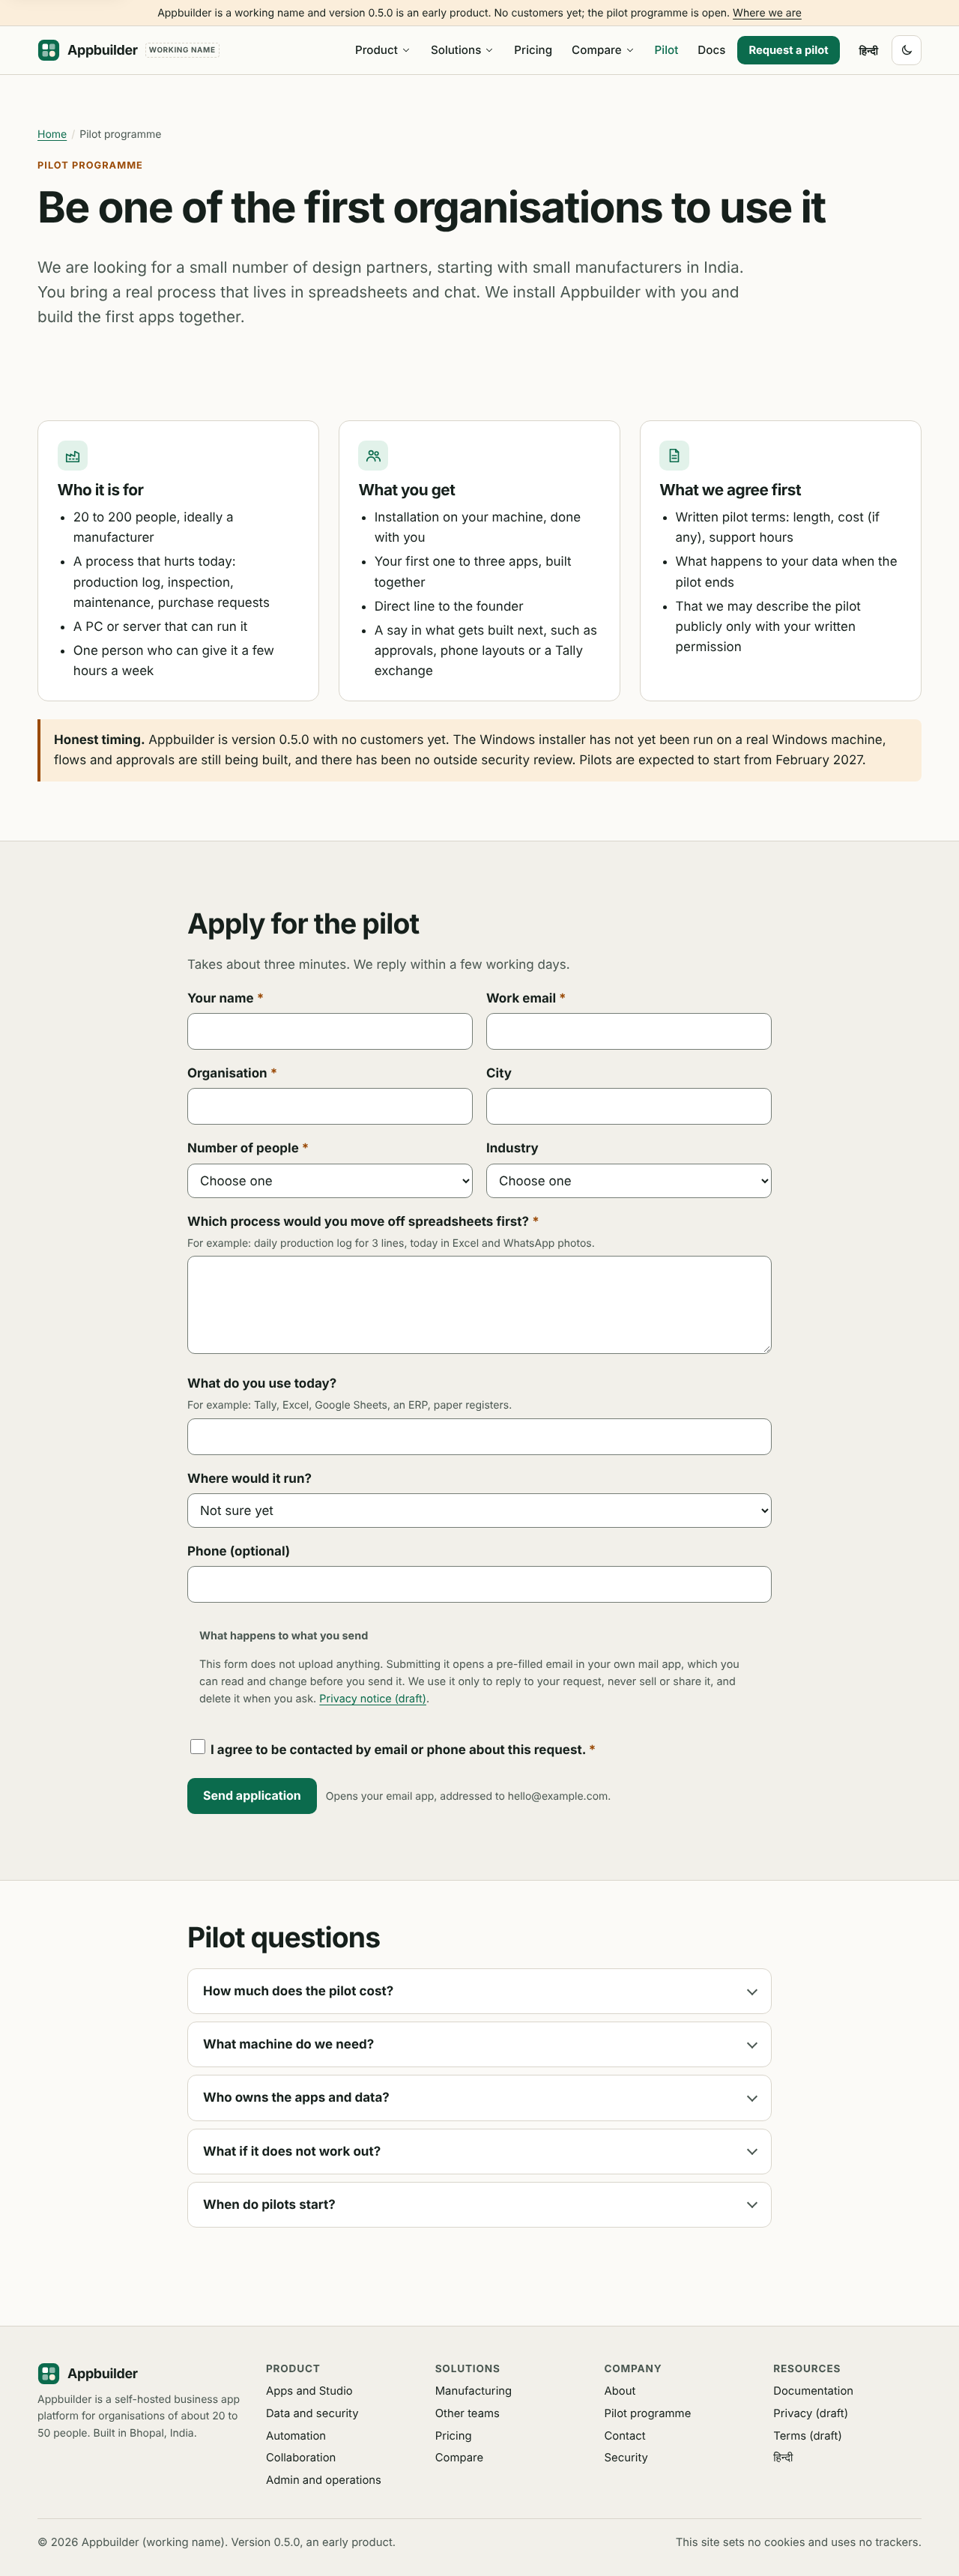 Appbuilder is a working name and version 0.5.0 is an early product. No customers yet; the pilot programme is open. Where we are
Appbuilder WORKING NAME Product Solutions Pricing Compare Pilot Docs Request a pilot हिन्दी
Home / Pilot programme
PILOT PROGRAMME
Be one of the first organisations to use it
We are looking for a small number of design partners, starting with small manufacturers in India.
You bring a real process that lives in spreadsheets and chat. We install Appbuilder with you and
build the first apps together.
Who it is for
• 20 to 200 people, ideally a
manufacturer
• A process that hurts today:
production log, inspection,
maintenance, purchase requests
• A PC or server that can run it
• One person who can give it a few
hours a week
What you get
• Installation on your machine, done
with you
• Your first one to three apps, built
together
• Direct line to the founder
• A say in what gets built next, such as
approvals, phone layouts or a Tally
exchange
What we agree first
• Written pilot terms: length, cost (if
any), support hours
• What happens to your data when the
pilot ends
• That we may describe the pilot
publicly only with your written
permission
Honest timing. Appbuilder is version 0.5.0 with no customers yet. The Windows installer has not yet been run on a real Windows machine,
flows and approvals are still being built, and there has been no outside security review. Pilots are expected to start from February 2027.
Apply for the pilot
Takes about three minutes. We reply within a few working days.
Your name * Work email *
Organisation * City
Number of people * Industry
Choose one Choose one
Which process would you move off spreadsheets first? *
For example: daily production log for 3 lines, today in Excel and WhatsApp photos.
What do you use today?
For example: Tally, Excel, Google Sheets, an ERP, paper registers.
Where would it run?
Not sure yet
Phone (optional)
What happens to what you send
This form does not upload anything. Submitting it opens a pre-filled email in your own mail app, which you
can read and change before you send it. We use it only to reply to your request, never sell or share it, and
delete it when you ask. Privacy notice (draft).
I agree to be contacted by email or phone about this request. *
Send application Opens your email app, addressed to hello@example.com.
Pilot questions
How much does the pilot cost?
What machine do we need?
Who owns the apps and data?
What if it does not work out?
When do pilots start?
Appbuilder
Appbuilder is a self-hosted business app
platform for organisations of about 20 to
50 people. Built in Bhopal, India.
PRODUCT
Apps and Studio
Data and security
Automation
Collaboration
Admin and operations
SOLUTIONS
Manufacturing
Other teams
Pricing
Compare
COMPANY
About
Pilot programme
Contact
Security
RESOURCES
Documentation
Privacy (draft)
Terms (draft)
हिन्दी
© 2026 Appbuilder (working name). Version 0.5.0, an early product. This site sets no cookies and uses no trackers.